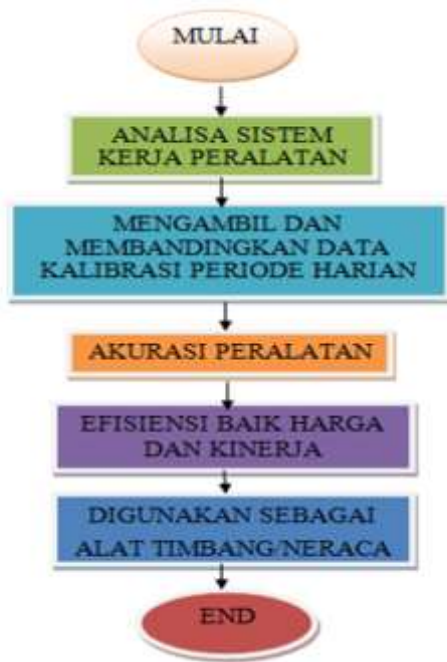 MULAI
ANALISA SISTEM
KERJA PERALATAN
MENGAMBIL DAN
MEMBANDINGKAN DATA
KALIBRASI PERIODE HARIAN
AKURASI PERALATAN
EFISIENSI BAIK HARGA
DAN KINERJA
DIGUNAKAN SEBAGAI
ALAT TIMBANG/NERACA
END